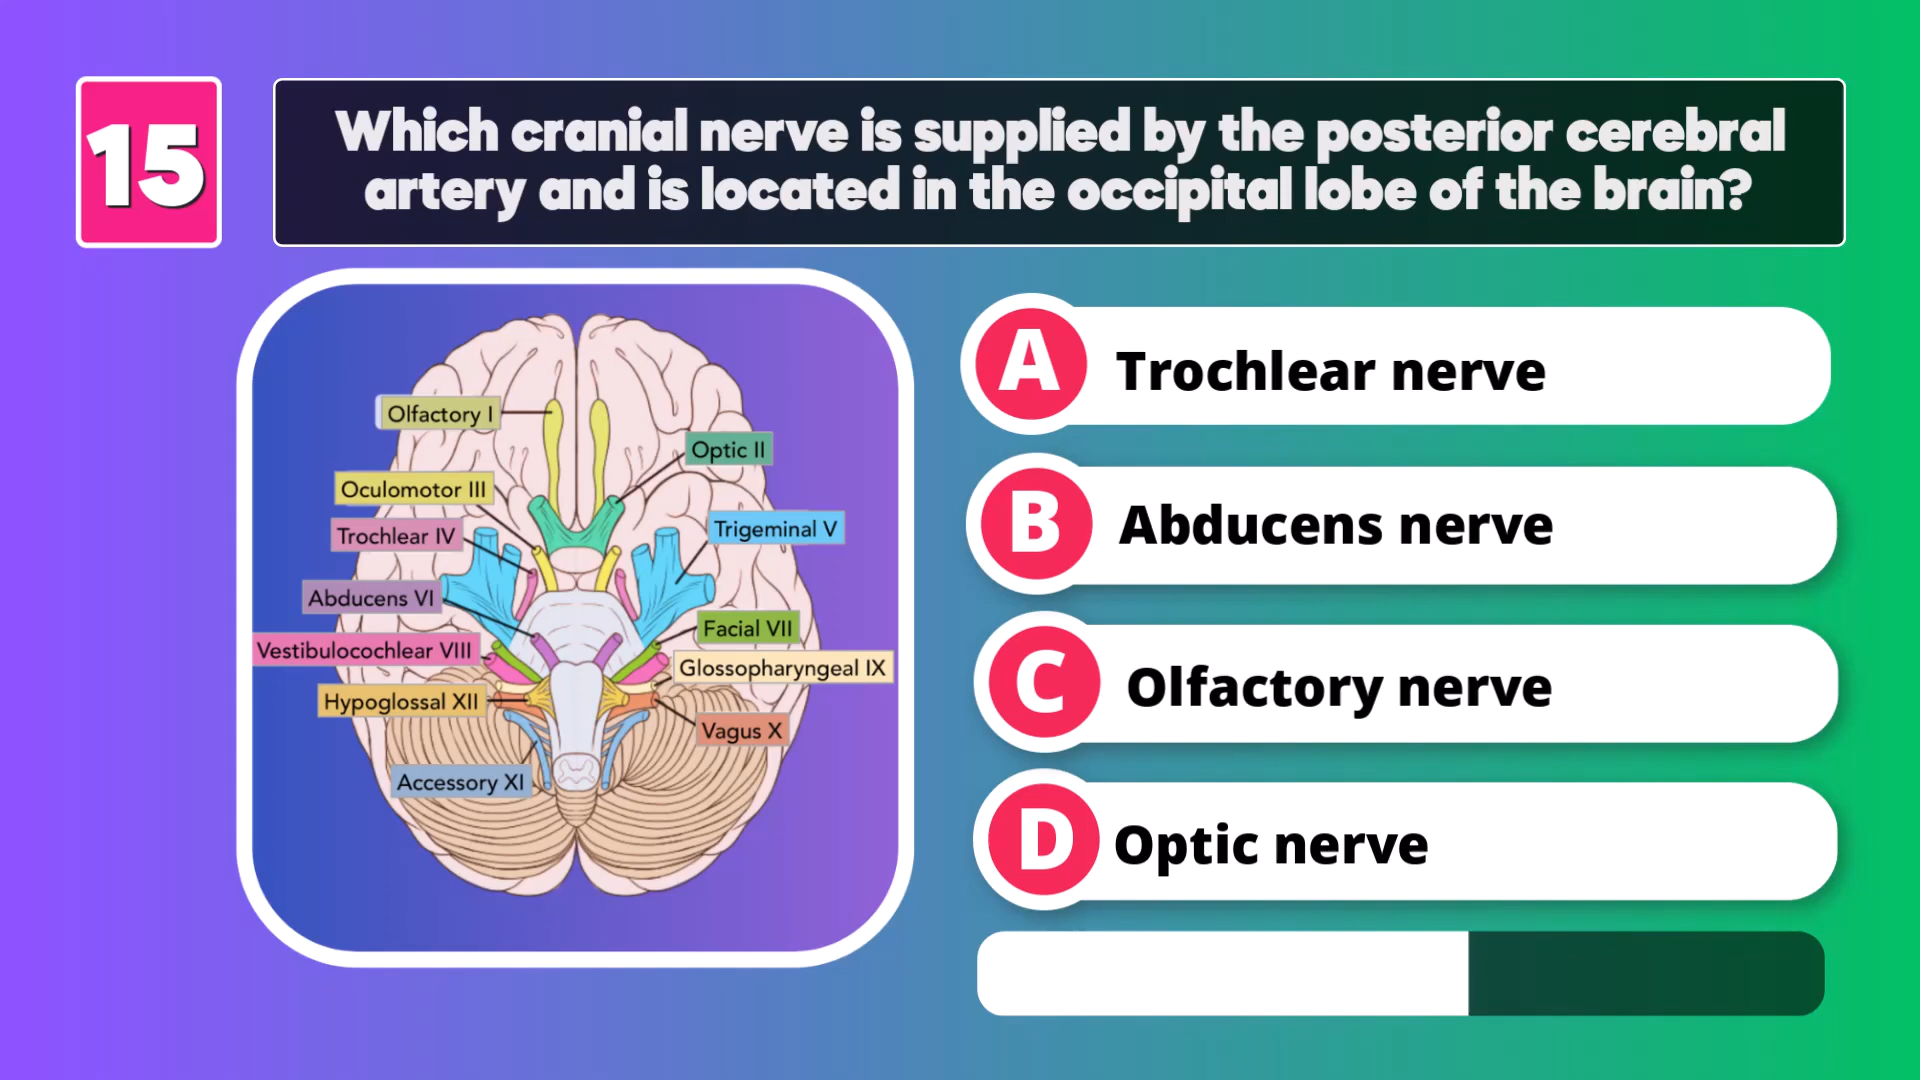 15
Which cranial nerve is supplied by the posterior cerebral
artery and is located in the occipital lobe of the brain?
Olfactory I
Optic II
Oculomotor III
Trochlear IV
Trigeminal V
Abducens VI
Facial VII
Vestibulocochlear VIII
Glossopharyngeal IX
Hypoglossal XII
Vagus X
Accessory XI
A Trochlear nerve
B Abducens nerve
C Olfactory nerve
D Optic nerve